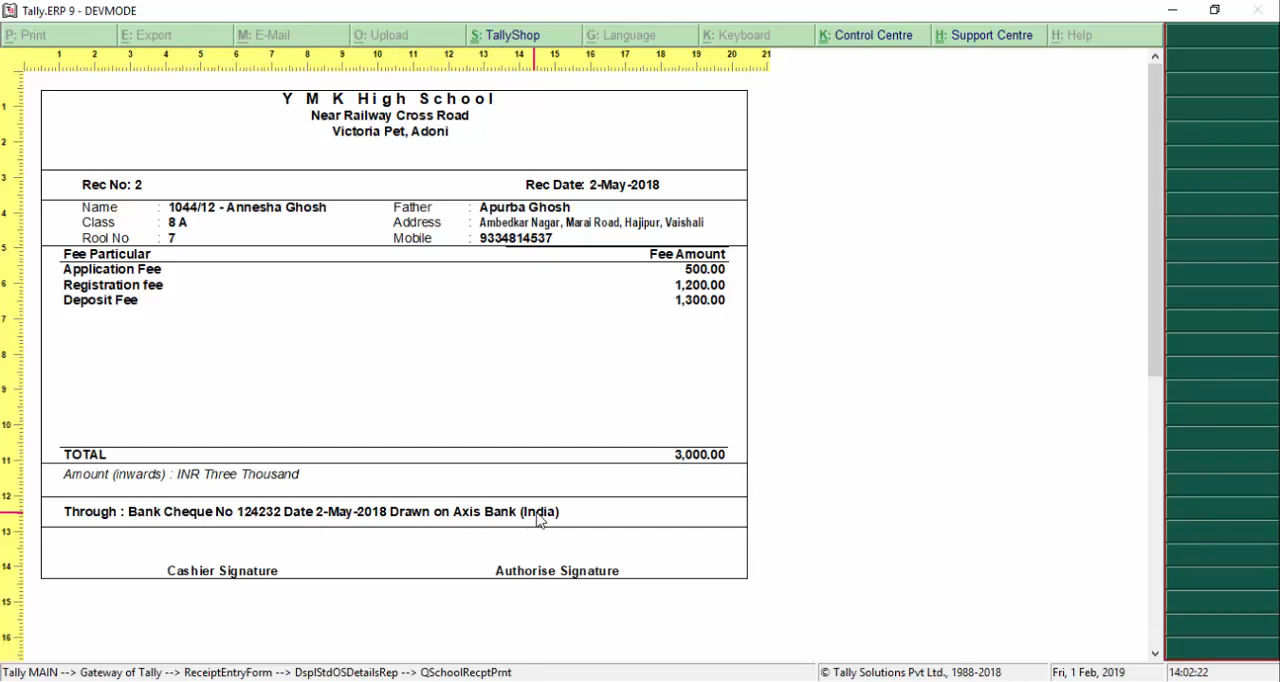 Tally.ERP 9 - DEVMODE
P: Print E: Export M: E-Mail O: Upload S: TallyShop G: Language K: Keyboard K: Control Centre H: Support Centre H: Help
1 2 3 4 5 6 7 8 9 10 11 12 13 14 15 16 17 18 19 20 21
1
2
3
4
5
6
7
8
9
10
11
12
13
14
15
16
Y M K High School
Near Railway Cross Road
Victoria Pet, Adoni
Rec No: 2 Rec Date: 2-May-2018
Name : 1044/12 - Annesha Ghosh Father : Apurba Ghosh
Class : 8 A Address : Ambedkar Nagar, Marai Road, Hajipur, Vaishali
Rool No : 7 Mobile : 9334814537
Fee Particular Fee Amount
Application Fee 500.00
Registration fee 1,200.00
Deposit Fee 1,300.00
TOTAL 3,000.00
Amount (inwards) : INR Three Thousand
Through : Bank Cheque No 124232 Date 2-May-2018 Drawn on Axis Bank (India)
Cashier Signature Authorise Signature
Tally MAIN --> Gateway of Tally --> ReceiptEntryForm --> DsplStdOSDetailsRep --> QSchoolRecptPrnt © Tally Solutions Pvt Ltd., 1988-2018 Fri, 1 Feb, 2019 14:02:22